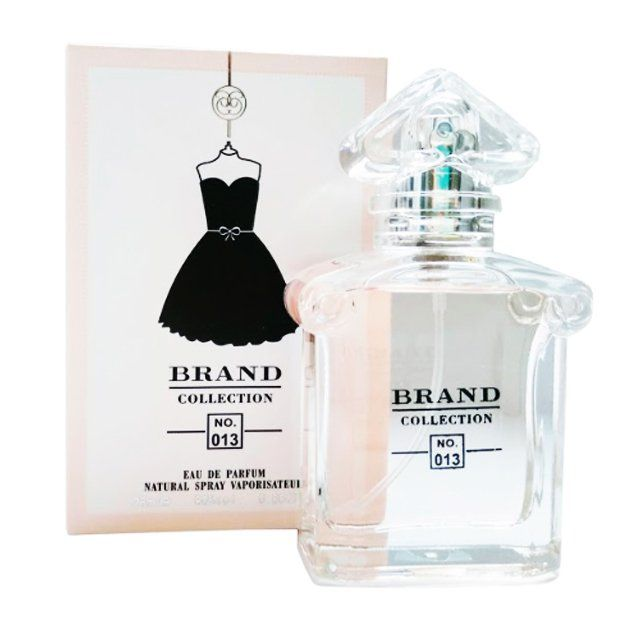 BRAND
COLLECTION
NO.
013
EAU DE PARFUM
NATURAL SPRAY VAPORISATEUR
BRAND
COLLECTION
NO.
013